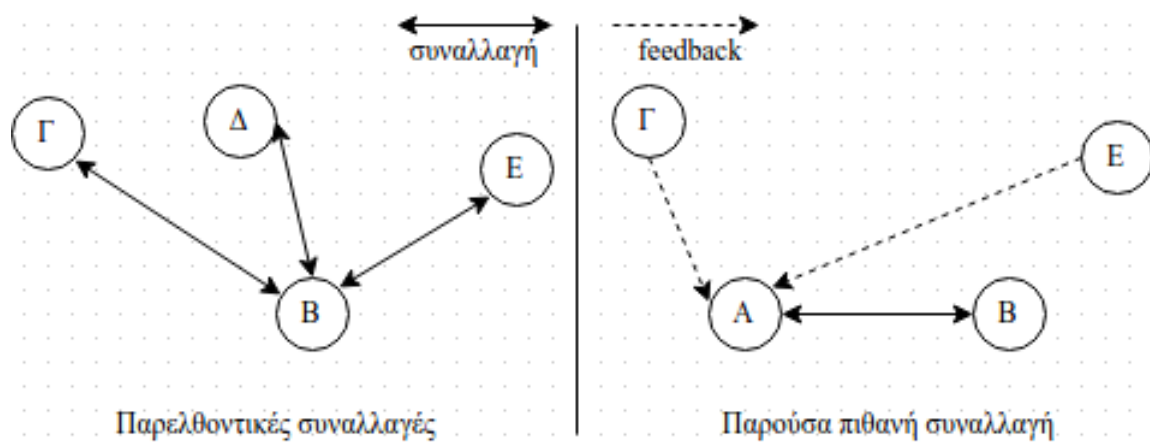 συναλλαγή
feedback
Γ
Δ
Ε
Β
Γ
Ε
Α
Β
Παρελθοντικές συναλλαγές
Παρούσα πιθανή συναλλαγή